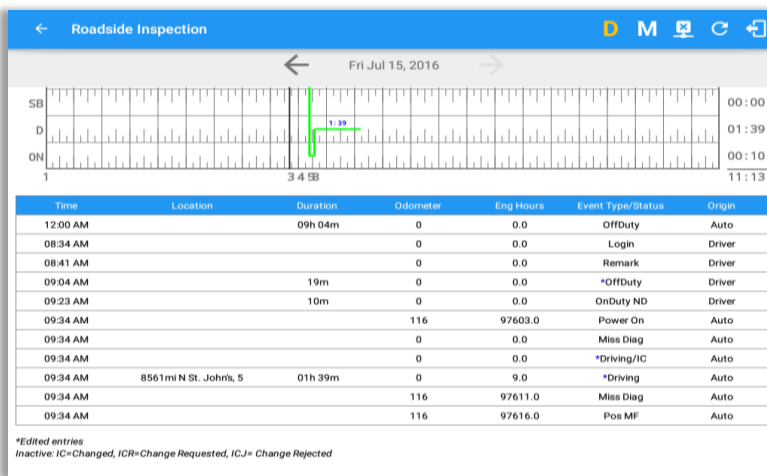 Roadside Inspection D M
Fri Jul 15, 2016
SB 00:00
D 1:39 01:39
ON 00:10
1 3 4 5 8 11:13
Time Location Duration Odometer Eng Hours Event Type/Status Origin
12:00 AM 09h 04m 0 0.0 OffDuty Auto
08:34 AM 0 0.0 Login Driver
08:41 AM 0 0.0 Remark Driver
09:04 AM 19m 0 0.0 *OffDuty Driver
09:23 AM 10m 0 0.0 OnDuty ND Driver
09:34 AM 116 97603.0 Power On Auto
09:34 AM 0 0.0 Miss Diag Auto
09:34 AM 0 0.0 *Driving/IC Auto
09:34 AM 8561mi N St. John's, 5 01h 39m 0 9.0 *Driving Auto
09:34 AM 116 97611.0 Miss Diag Auto
09:34 AM 116 97616.0 Pos MF Auto
*Edited entries
Inactive: IC=Changed, ICR=Change Requested, ICJ= Change Rejected